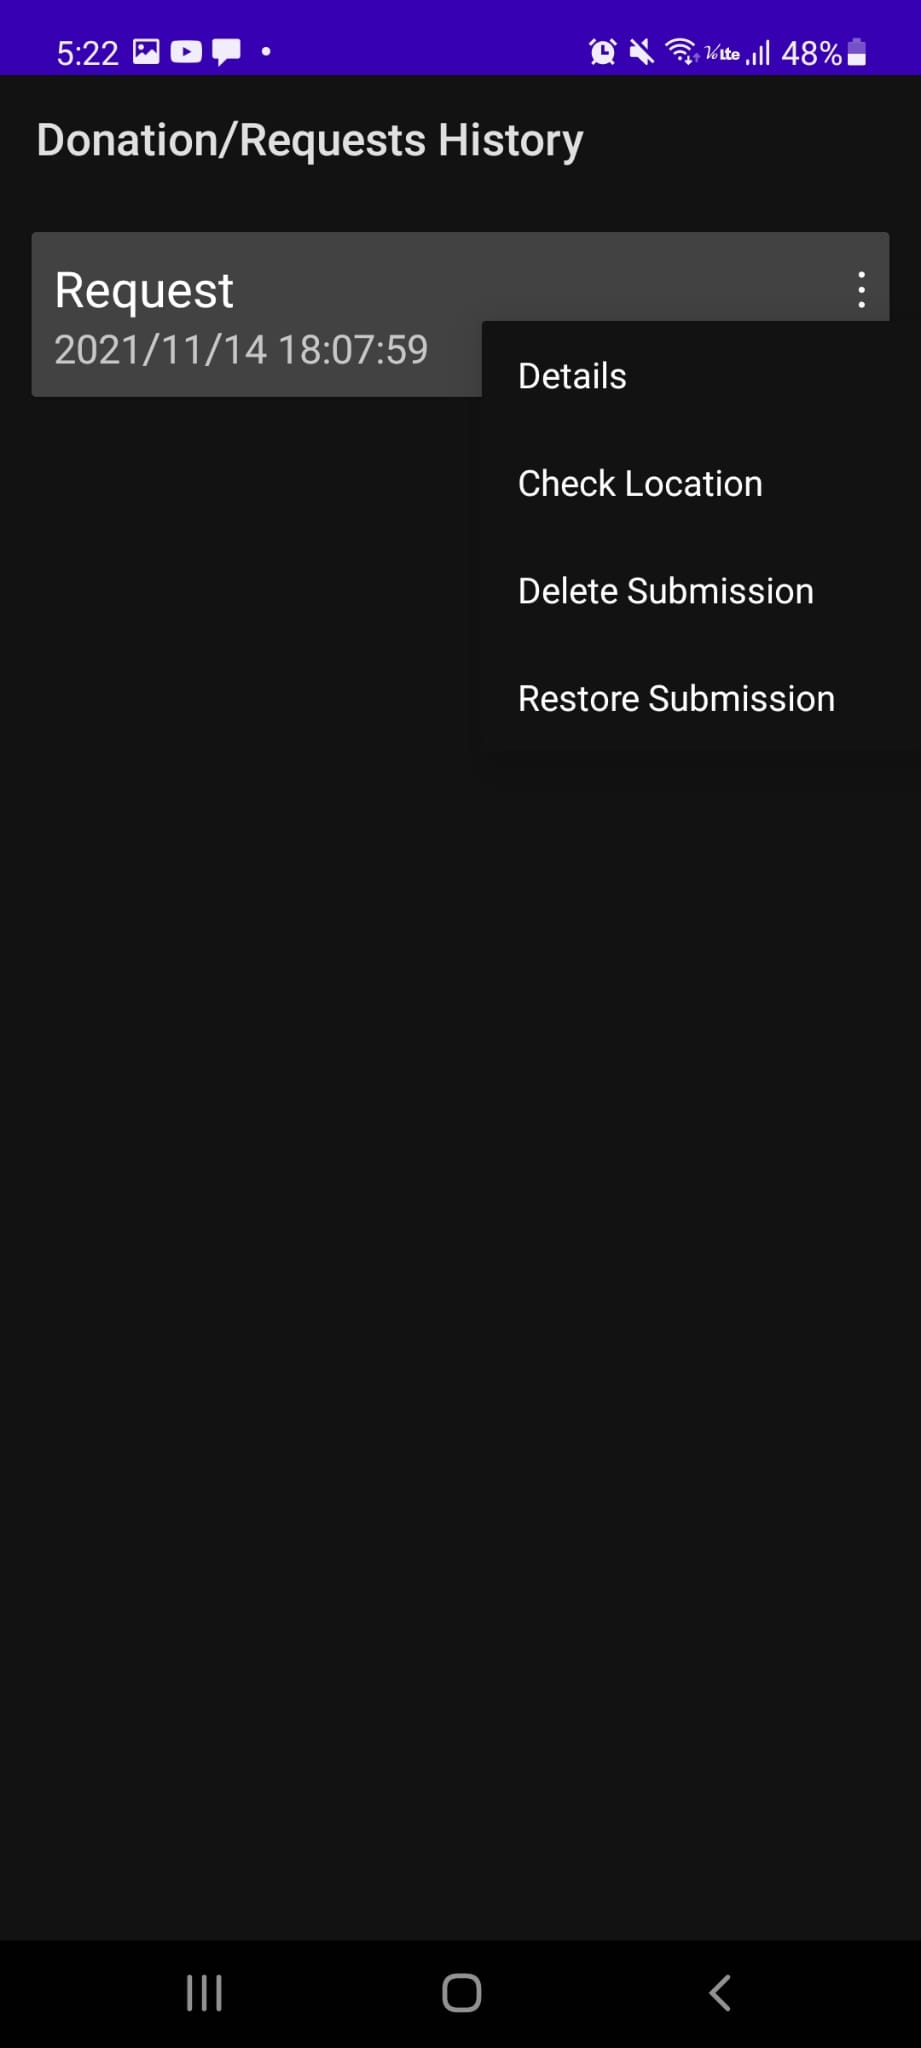 5:22 VoLTE 48%
Donation/Requests History
Request
2021/11/14 18:07:59
Details
Check Location
Delete Submission
Restore Submission